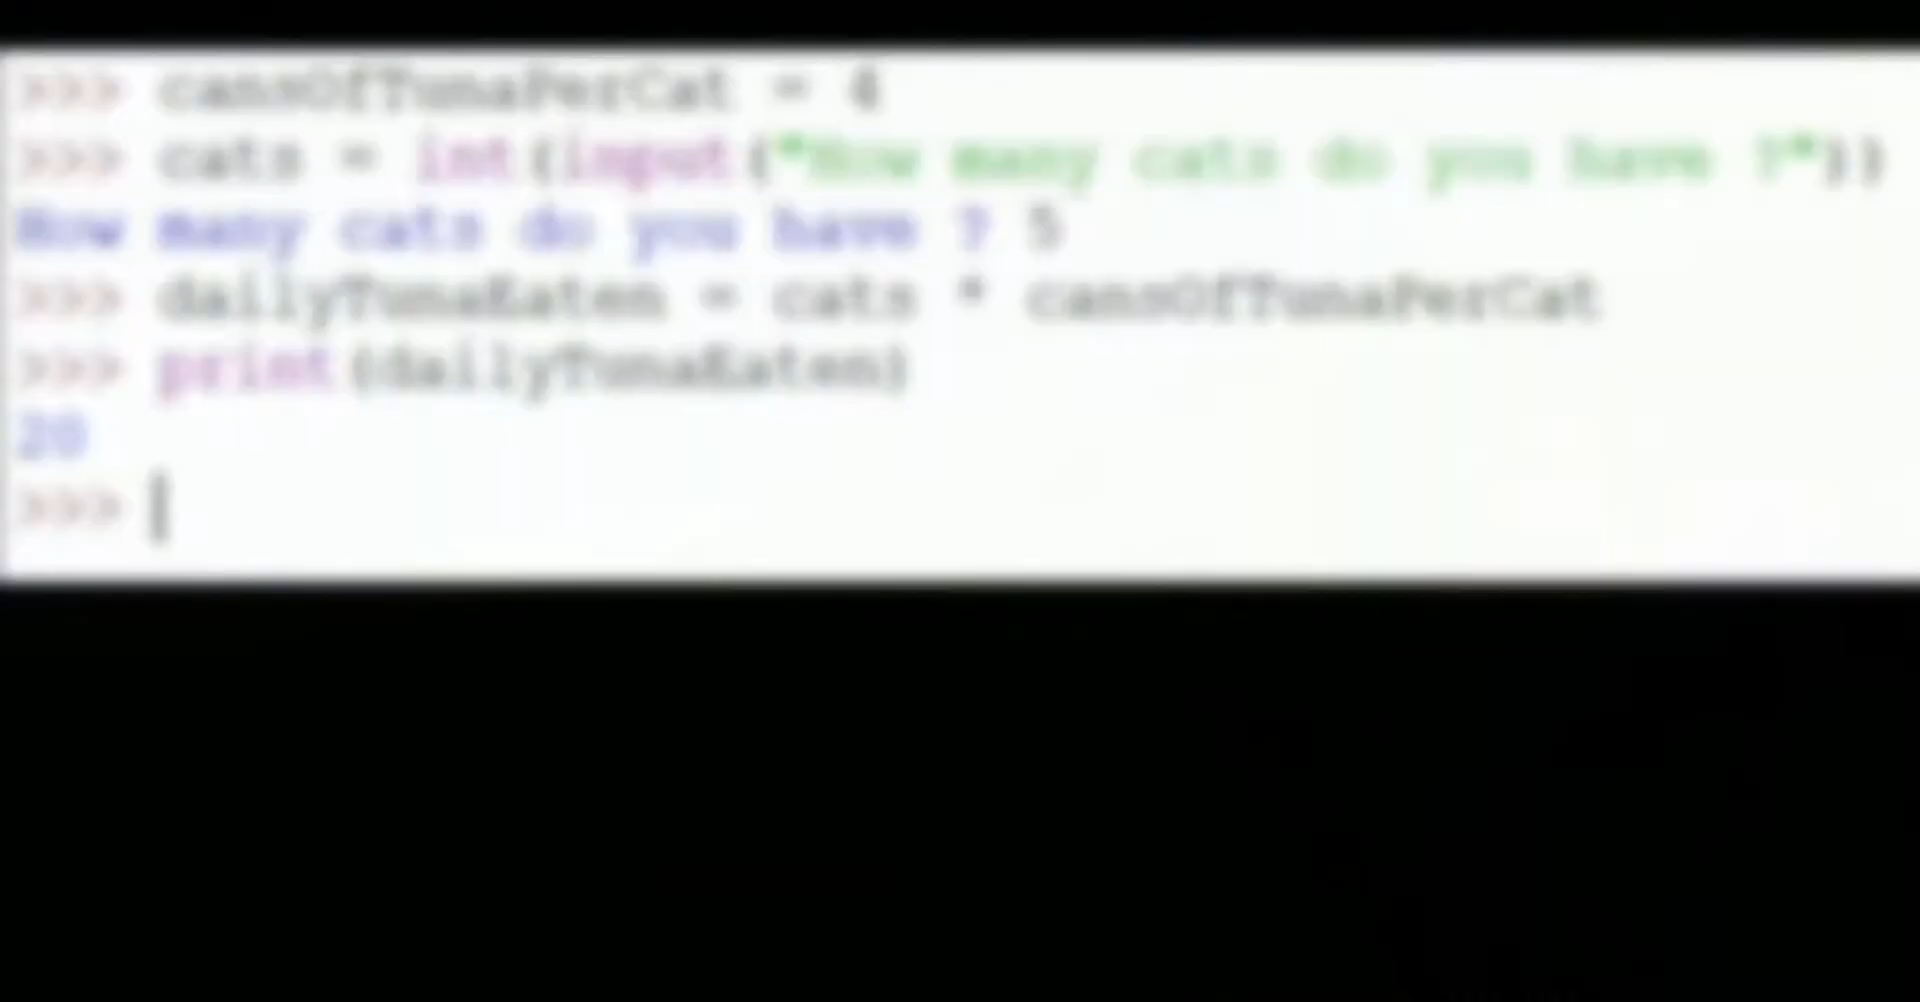 >>> cansOfTunaPerCat = 4
>>> cats = int(input("How many cats do you have ?"))
How many cats do you have ? 5
>>> dailyTunaEaten = cats * cansOfTunaPerCat
>>> print(dailyTunaEaten)
20
>>>